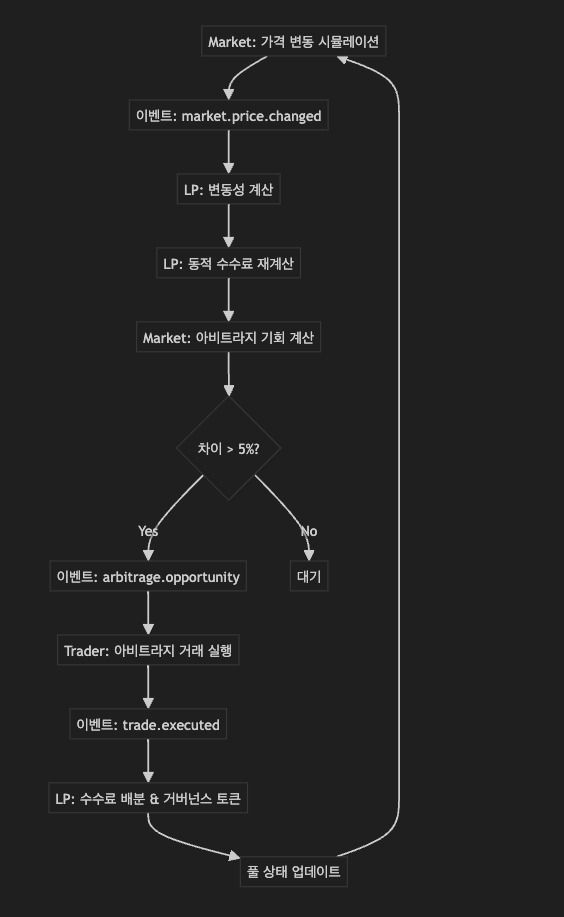 Market: 가격 변동 시뮬레이션
이벤트: market.price.changed
LP: 변동성 계산
LP: 동적 수수료 재계산
Market: 아비트라지 기회 계산
차이 > 5%?
Yes
No
이벤트: arbitrage.opportunity
대기
Trader: 아비트라지 거래 실행
이벤트: trade.executed
LP: 수수료 배분 & 거버넌스 토큰
풀 상태 업데이트